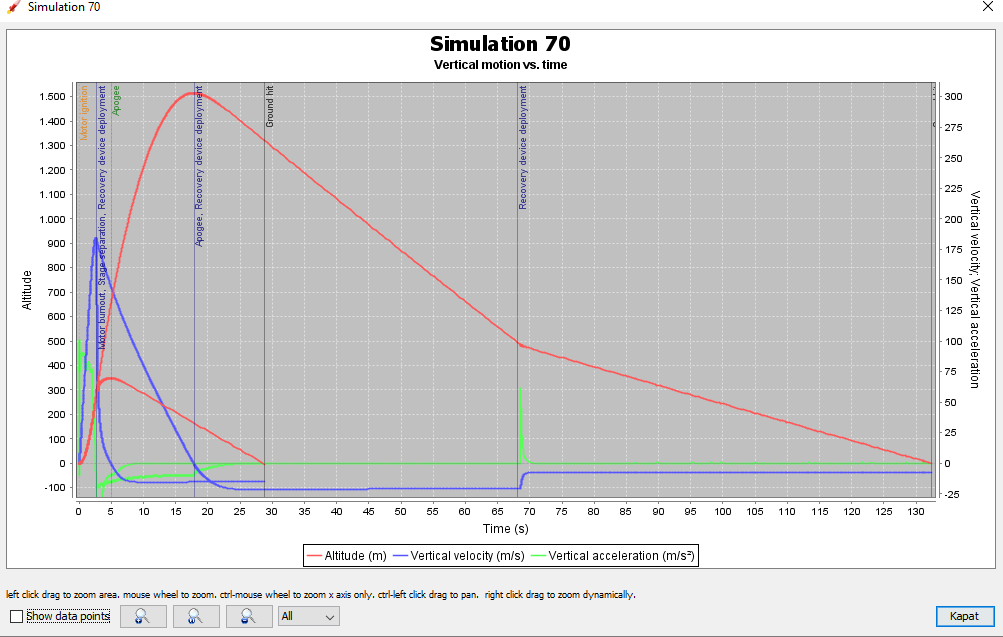 Simulation 70
Simulation 70
Vertical motion vs. time
Motor ignition
Motor burnout, Stage separation, Recovery device deployment
Apogee
Apogee, Recovery device deployment
Ground hit
Recovery device deployment
Altitude
1.500
1.400
1.300
1.200
1.100
1.000
900
800
700
600
500
400
300
200
100
0
-100
300
275
250
225
200
175
150
125
100
75
50
25
0
-25
Vertical velocity; Vertical acceleration
0 5 10 15 20 25 30 35 40 45 50 55 60 65 70 75 80 85 90 95 100 105 110 115 120 125 130
Time (s)
Altitude (m) Vertical velocity (m/s) Vertical acceleration (m/s²)
left click drag to zoom area. mouse wheel to zoom. ctrl-mouse wheel to zoom x axis only. ctrl-left click drag to pan. right click drag to zoom dynamically.
Show data points
All
Kapat